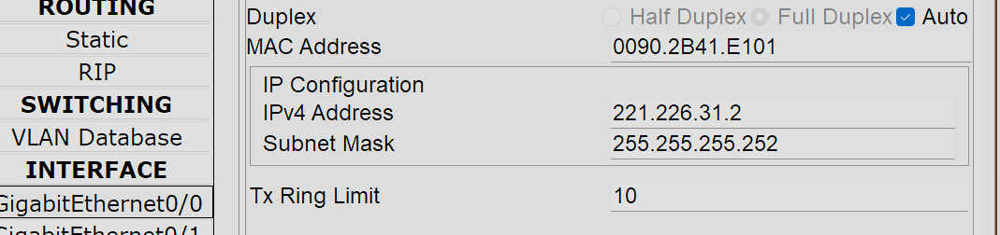 ROUTING
Static
RIP
SWITCHING
VLAN Database
INTERFACE
GigabitEthernet0/0
GigabitEthernet0/1
Duplex Half Duplex Full Duplex Auto
MAC Address 0090.2B41.E101
IP Configuration
IPv4 Address 221.226.31.2
Subnet Mask 255.255.255.252
Tx Ring Limit 10